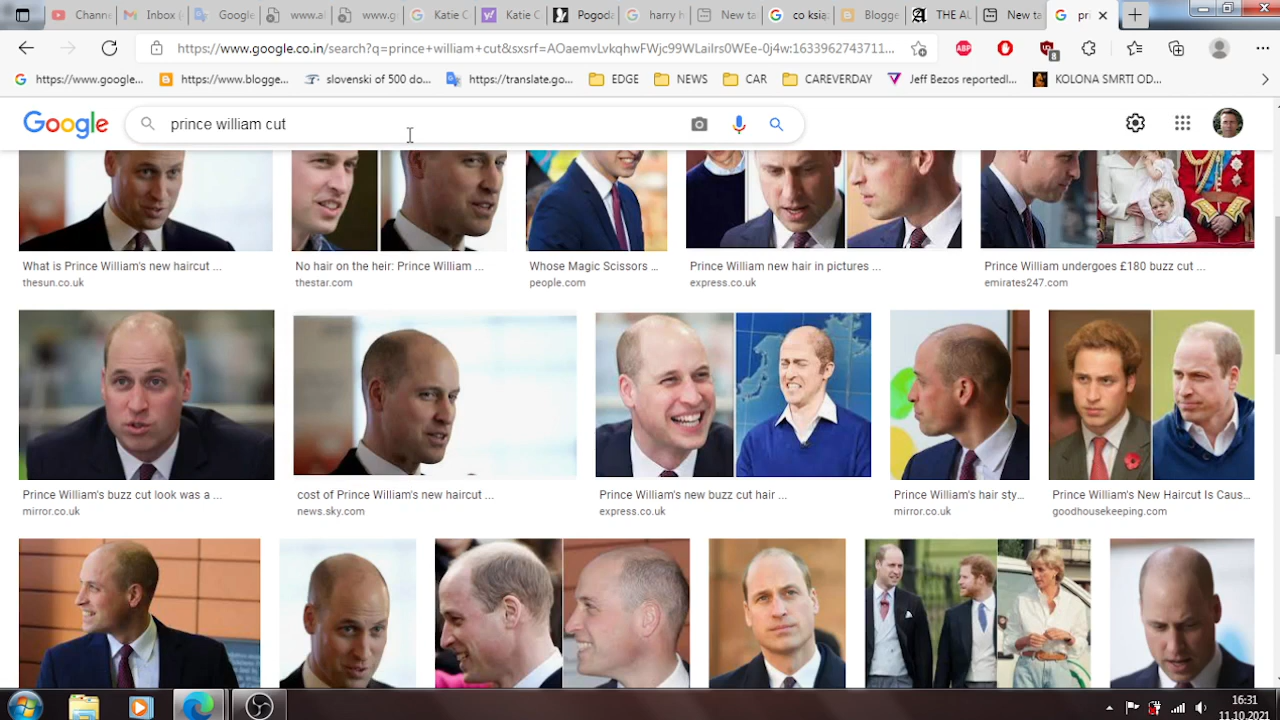 Channe
Inbox (
Google
www.al
www.g
Katie C
Katie C
Pogoda
harry h
New ta
co ksią
Blogge
THE AL
New ta
pri
https://www.google.co.in/search?q=prince+william+cut&sxsrf=AOaemvLvkqhwFWjc99WLaiIrs0WEe-0j4w:1633962743711...
ABP
8
https://www.google...
https://www.blogge...
slovenski of 500 do...
https://translate.go...
EDGE
NEWS
CAR
CAREVERDAY
Jeff Bezos reportedl...
KOLONA SMRTI OD...
Google
prince william cut
What is Prince William's new haircut ...
thesun.co.uk
No hair on the heir: Prince William ...
thestar.com
Whose Magic Scissors ...
people.com
Prince William new hair in pictures ...
express.co.uk
Prince William undergoes £180 buzz cut ...
emirates247.com
Prince William's buzz cut look was a ...
mirror.co.uk
cost of Prince William's new haircut ...
news.sky.com
Prince William's new buzz cut hair ...
express.co.uk
Prince William's hair sty...
mirror.co.uk
Prince William's New Haircut Is Caus...
goodhousekeeping.com
16:31
11.10.2021